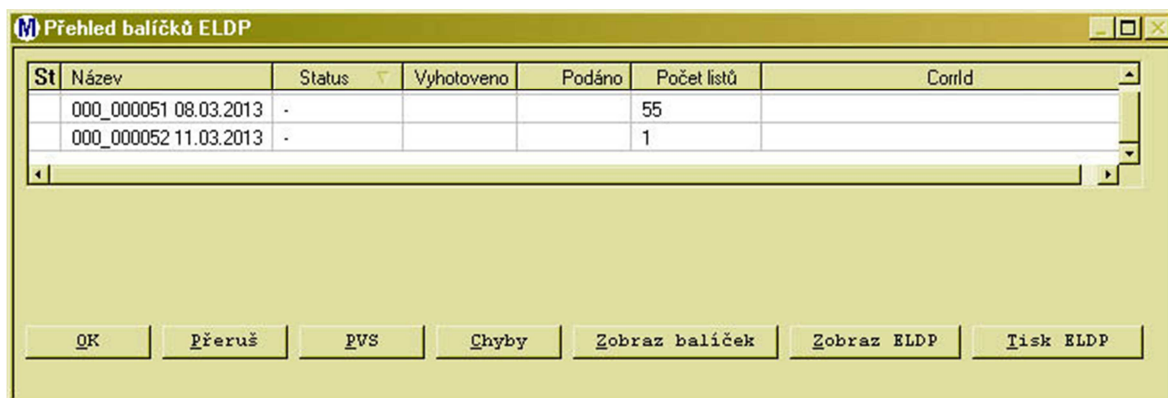 M Přehled balíčků ELDP
St Název Status Vyhotoveno Podáno Počet listů CorrId
000_000051 08.03.2013 - 55
000_000052 11.03.2013 - 1
OK Přeruš PVS Chyby Zobraz balíček Zobraz ELDP Tisk ELDP